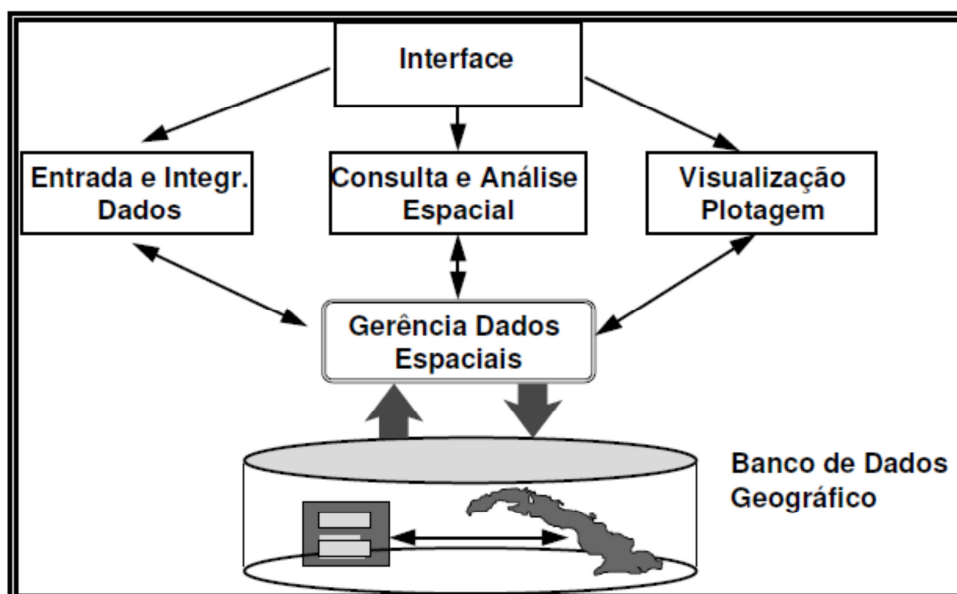 Interface
Entrada e Integr.
Dados
Consulta e Análise
Espacial
Visualização
Plotagem
Gerência Dados
Espaciais
Banco de Dados
Geográfico